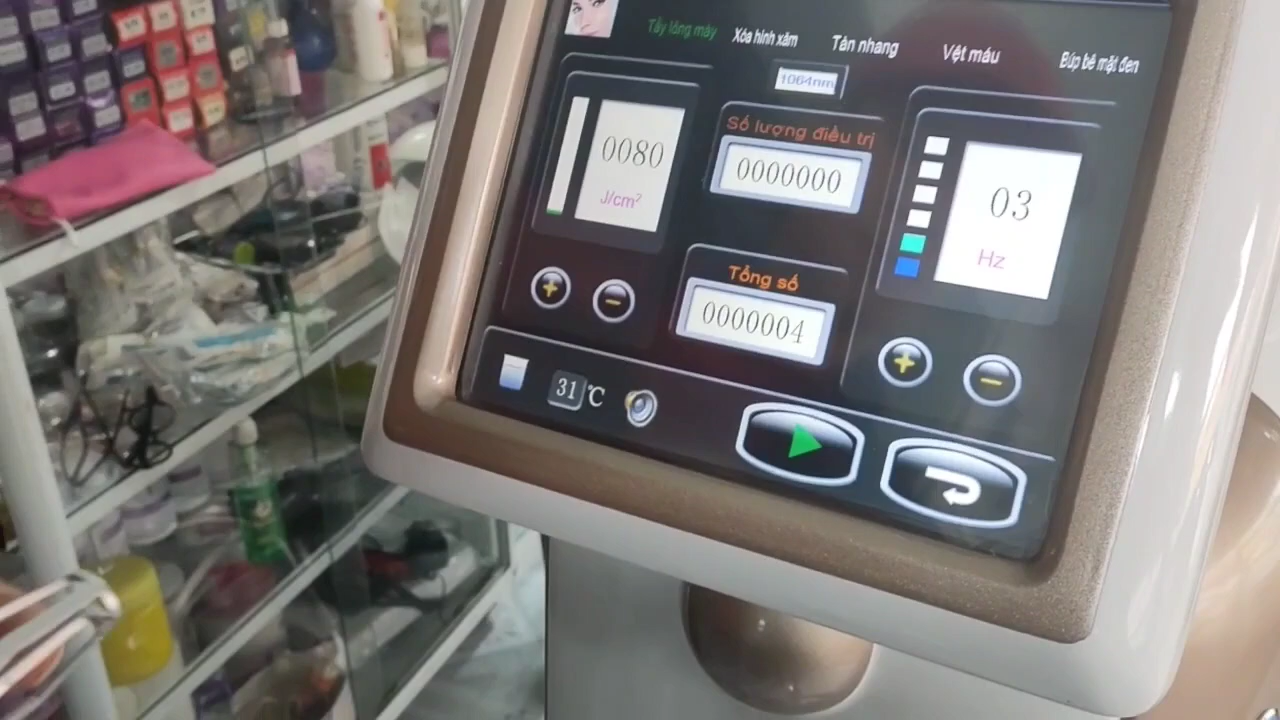 Tẩy lông mày
Xóa hình xăm
Tàn nhang
Vệt máu
Búp bê mặt đen
1064nm
0080
J/cm²
Số lượng điều trị
0000000
03
Hz
Tổng số
0000004
31 ℃